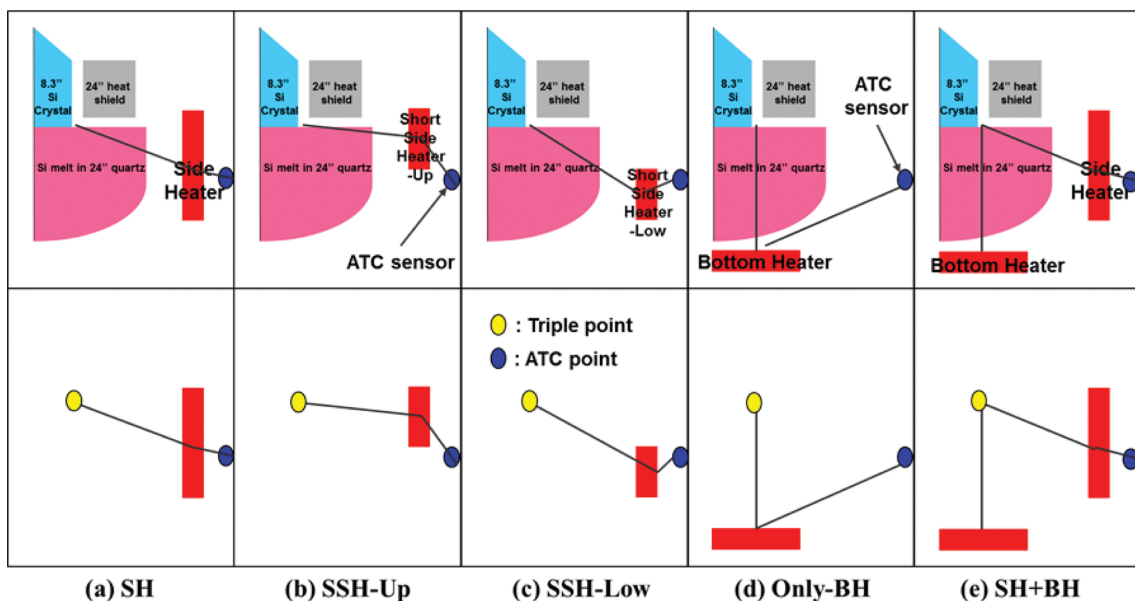 8.3’’
Si
Crystal
24’’ heat
shield
Si melt in 24’’ quartz
Side
Heater
8.3’’
Si
Crystal
24’’ heat
shield
Si melt in 24’’ quartz
Short
Side
Heater
-Up
ATC sensor
8.3’’
Si
Crystal
24’’ heat
shield
Si melt in 24’’ quartz
Short
Side
Heater
-Low
8.3’’
Si
Crystal
24’’ heat
shield
Si melt in 24’’ quartz
ATC
sensor
Bottom Heater
8.3’’
Si
Crystal
24’’ heat
shield
Si melt in 24’’ quartz
Side
Heater
Bottom Heater
: Triple point
: ATC point
(a) SH
(b) SSH-Up
(c) SSH-Low
(d) Only-BH
(e) SH+BH